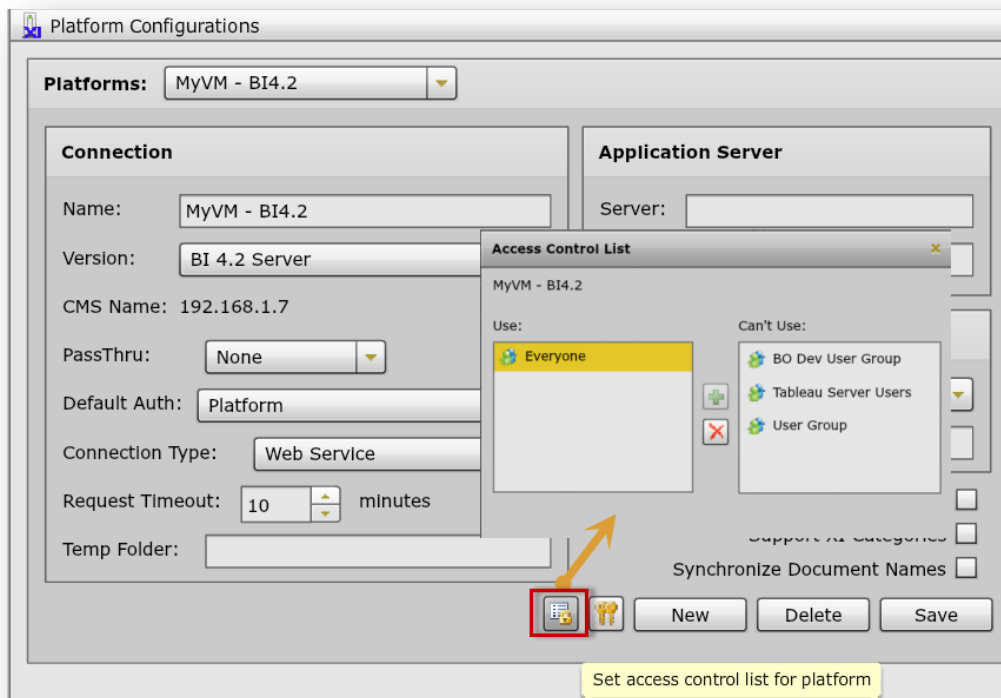 Platform Configurations
Platforms: MyVM - BI4.2
Connection
Name: MyVM - BI4.2
Version: BI 4.2 Server
CMS Name: 192.168.1.7
PassThru: None
Default Auth: Platform
Connection Type: Web Service
Request Timeout: 10 minutes
Temp Folder:
Application Server
Server:
Access Control List
MyVM - BI4.2
Use:
Everyone
Can't Use:
BO Dev User Group
Tableau Server Users
User Group
Support XI Categories
Synchronize Document Names
New
Delete
Save
Set access control list for platform